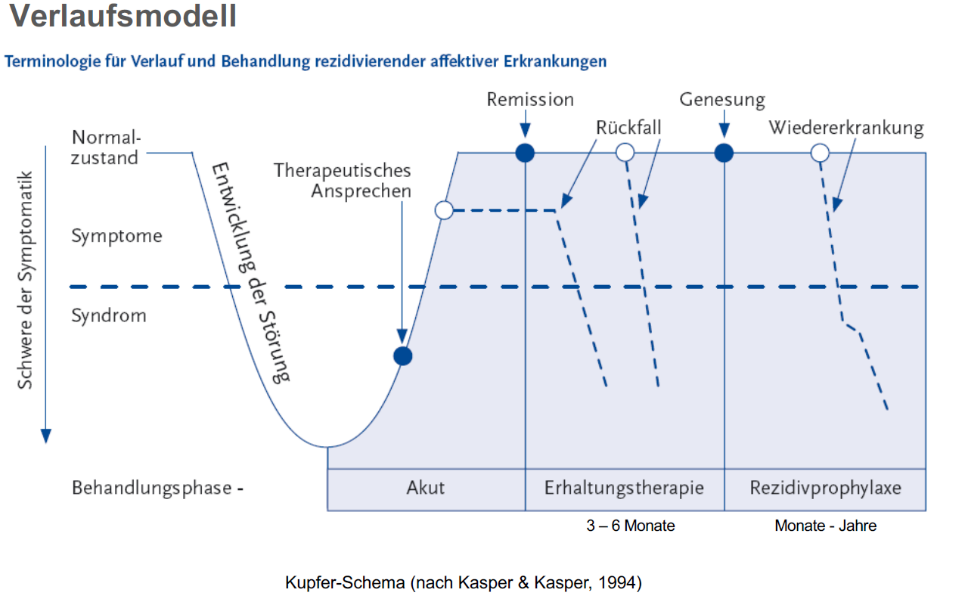 Verlaufsmodell
Terminologie für Verlauf und Behandlung rezidivierender affektiver Erkrankungen
Remission
Genesung
Normal-
zustand
Rückfall
Wiedererkrankung
Therapeutisches
Ansprechen
Entwicklung der Störung
Schwere der Symptomatik
Symptome
Syndrom
Behandlungsphase -
Akut
Erhaltungstherapie
Rezidivprophylaxe
3 – 6 Monate
Monate - Jahre
Kupfer-Schema (nach Kasper & Kasper, 1994)